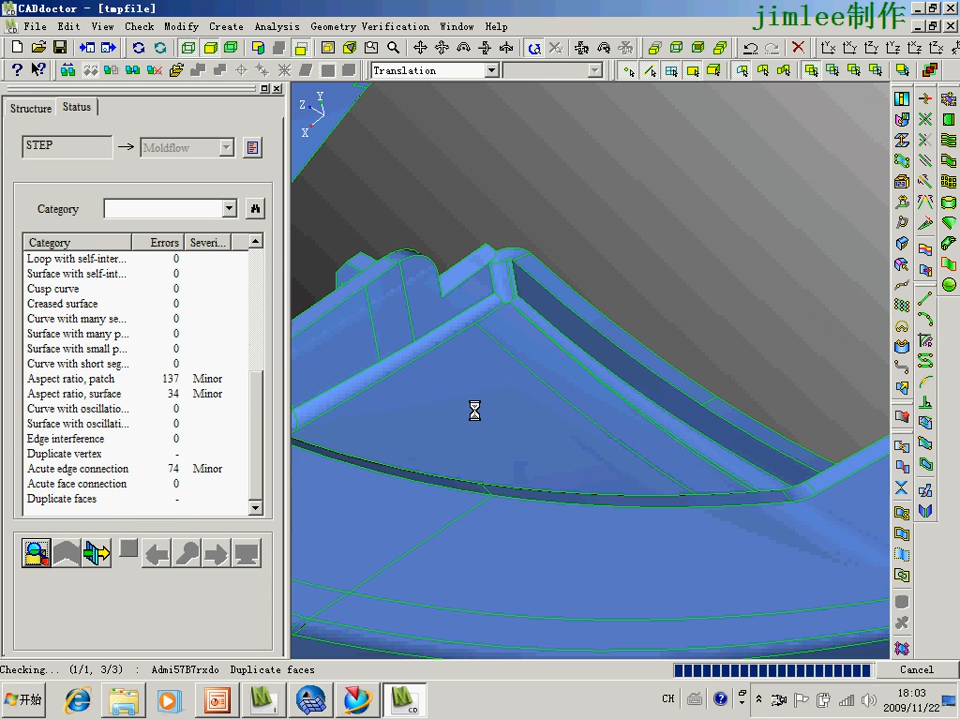 CADdoctor - [tmpfile]
jimlee制作
File Edit View Check Modify Create Analysis Geometry Verification Window Help
Translation
Structure Status
STEP Moldflow
Category
Category Errors Severi...
Loop with self-inter... 0
Surface with self-int... 0
Cusp curve 0
Creased surface 0
Curve with many se... 0
Surface with many p... 0
Surface with small p... 0
Curve with short seg... 0
Aspect ratio, patch 137 Minor
Aspect ratio, surface 34 Minor
Curve with oscillatio... 0
Surface with oscillati... 0
Edge interference 0
Duplicate vertex -
Acute edge connection 74 Minor
Acute face connection 0
Duplicate faces -
Y
Z
X
Checking... (1/1, 3/3) : Admi57B7rxdo Duplicate faces
Cancel
开始
CH
18:03
2009/11/22